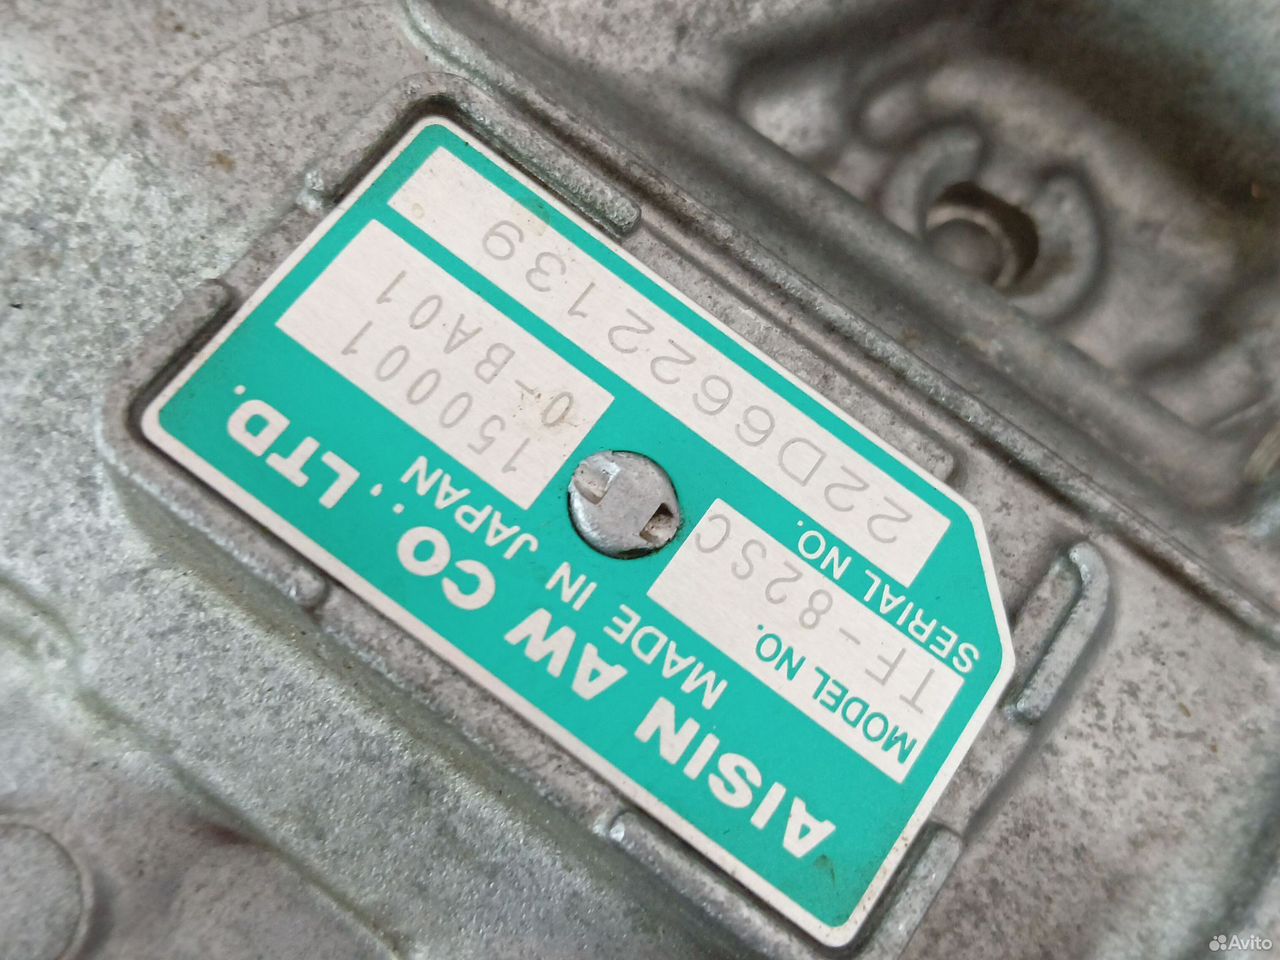 AISIN AW CO., LTD.
MADE IN JAPAN
MODEL NO.
TF-82SC
150001
0-BA01
SERIAL NO.
22D6622139
Avito